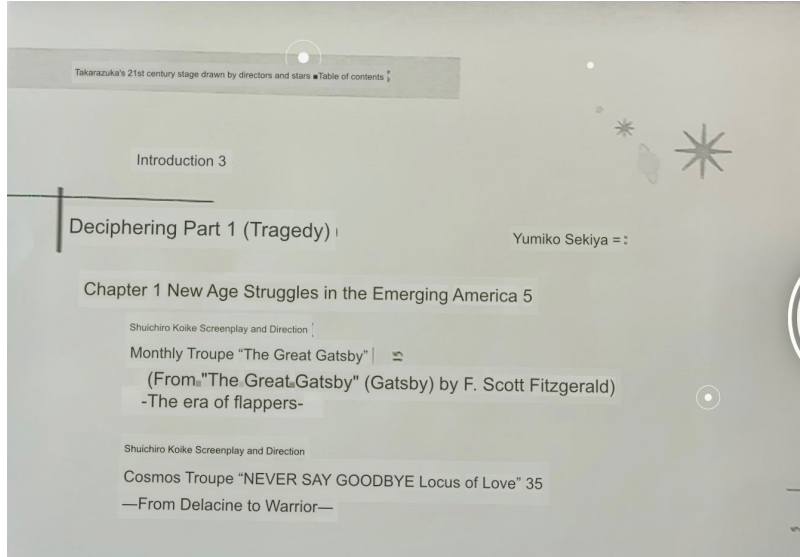 Takarazuka's 21st century stage drawn by directors and stars ■Table of contents
Introduction 3
Deciphering Part 1 (Tragedy)
Yumiko Sekiya =:
Chapter 1 New Age Struggles in the Emerging America 5
Shuichiro Koike Screenplay and Direction
Monthly Troupe “The Great Gatsby”
(From "The Great Gatsby" (Gatsby) by F. Scott Fitzgerald)
-The era of flappers-
Shuichiro Koike Screenplay and Direction
Cosmos Troupe “NEVER SAY GOODBYE Locus of Love” 35
—From Delacine to Warrior—